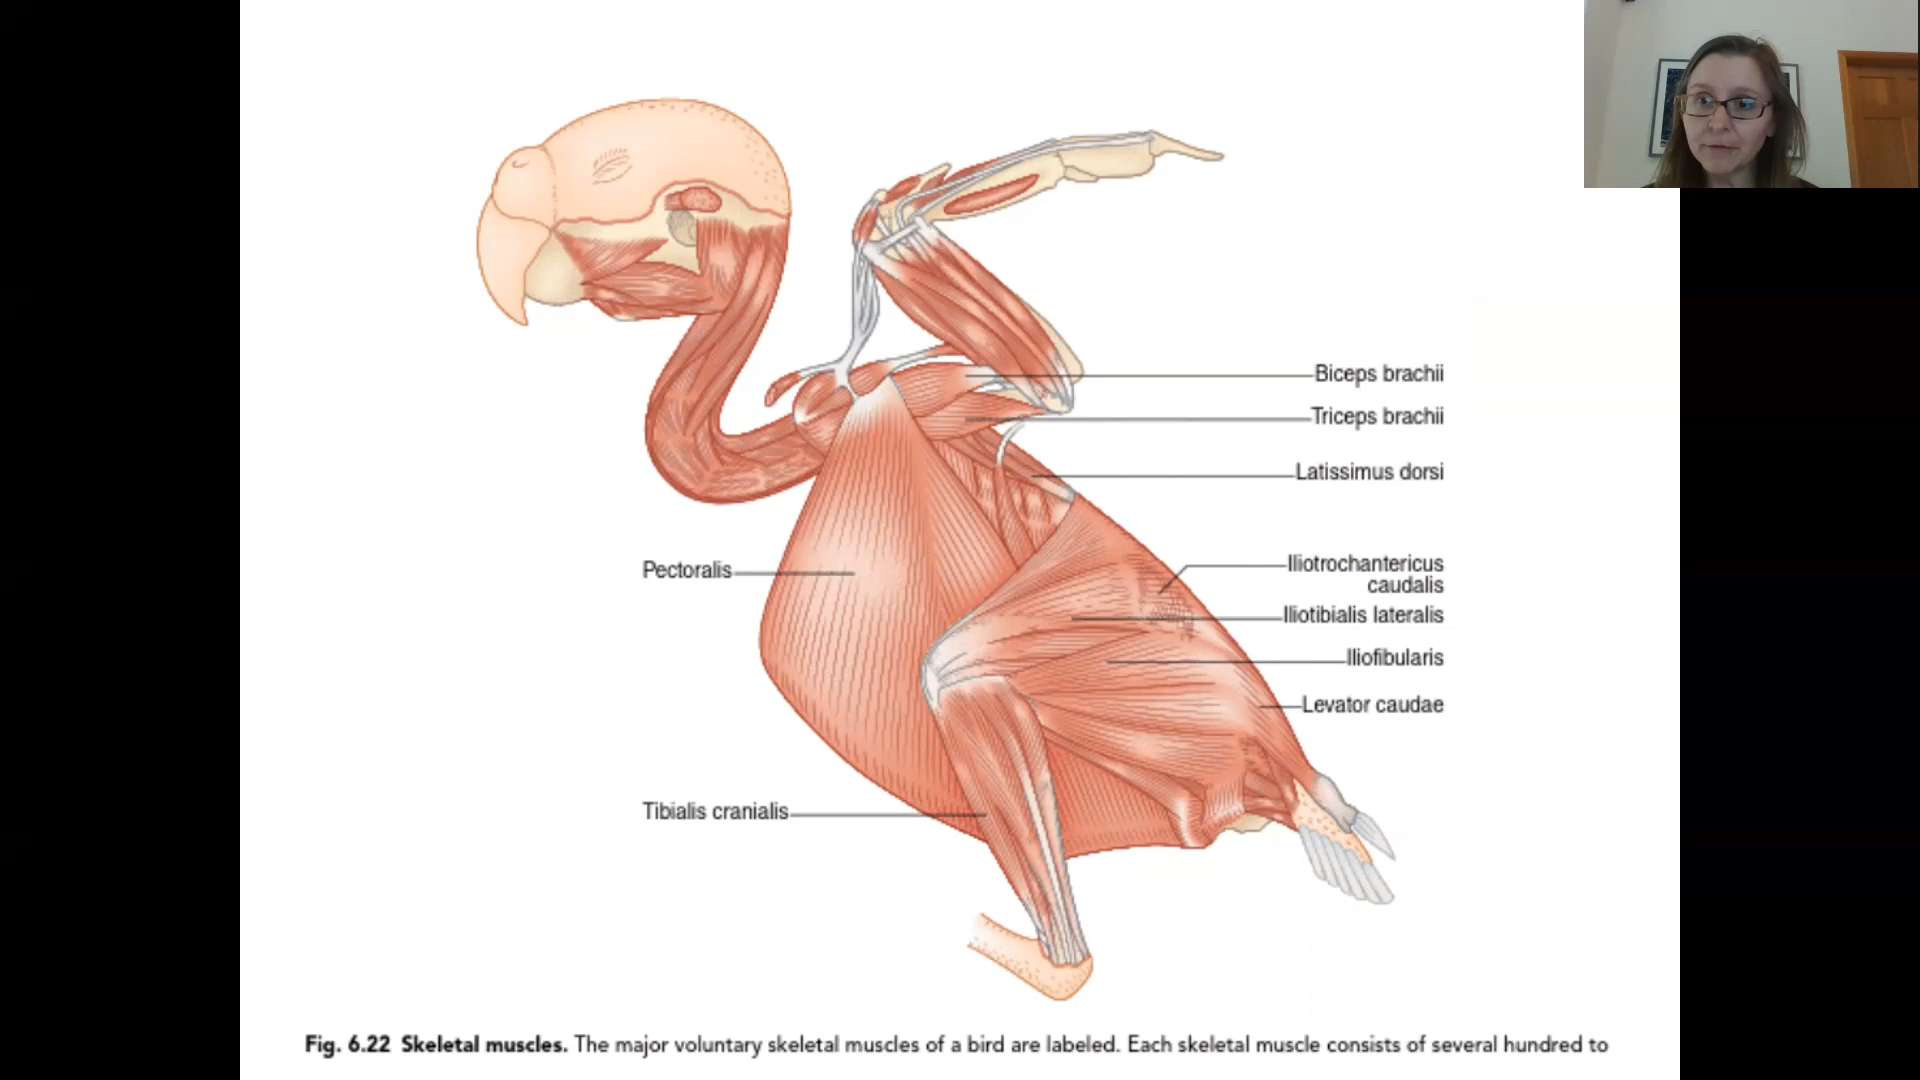 Biceps brachii
Triceps brachii
Latissimus dorsi
Pectoralis
Iliotrochantericus
caudalis
Iliotibialis lateralis
Iliofibularis
Levator caudae
Tibialis cranialis
Fig. 6.22 Skeletal muscles. The major voluntary skeletal muscles of a bird are labeled. Each skeletal muscle consists of several hundred to